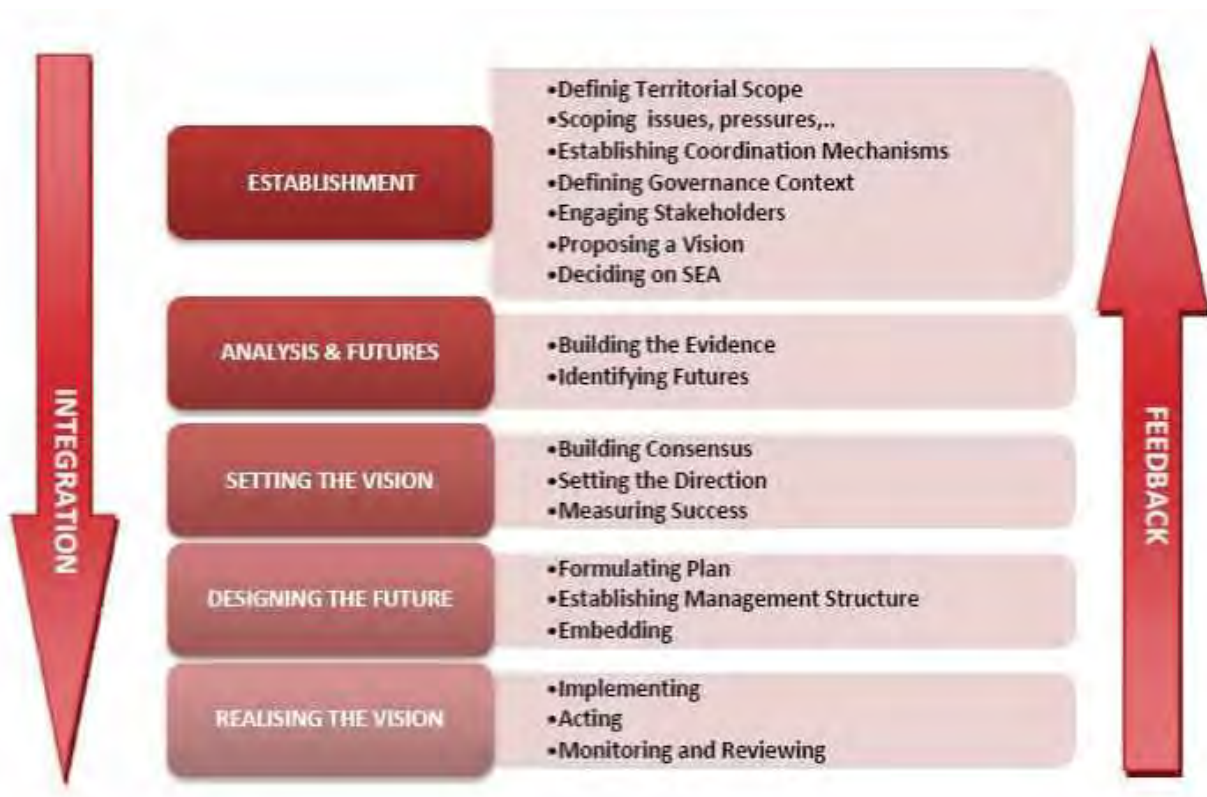 INTEGRATION
ESTABLISHMENT
•Definig Territorial Scope
•Scoping issues, pressures,..
•Establishing Coordination Mechanisms
•Defining Governance Context
•Engaging Stakeholders
•Proposing a Vision
•Deciding on SEA
ANALYSIS & FUTURES
•Building the Evidence
•Identifying Futures
SETTING THE VISION
•Building Consensus
•Setting the Direction
•Measuring Success
DESIGNING THE FUTURE
•Formulating Plan
•Establishing Management Structure
•Embedding
REALISING THE VISION
•Implementing
•Acting
•Monitoring and Reviewing
FEEDBACK